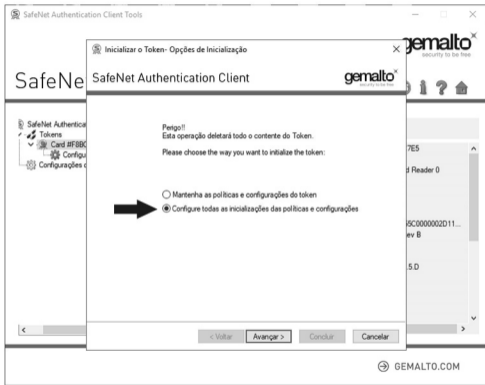 SafeNet Authentication Client Tools
gemalto
security to be free
SafeNe
SafeNet Authentica
Tokens
Card #F8BC
Configu
Configurações d
7E5
d Reader 0
5C0000002D11...
ev B
.5.D
Inicializar o Token- Opções de Inicialização
SafeNet Authentication Client
gemalto
security to be free
Perigo!!
Esta operação deletará todo o contente do Token.
Please choose the way you want to initialize the token:
Mantenha as políticas e configurações do token
Configure todas as inicializações das políticas e configurações
< Voltar
Avançar >
Concluir
Cancelar
GEMALTO.COM